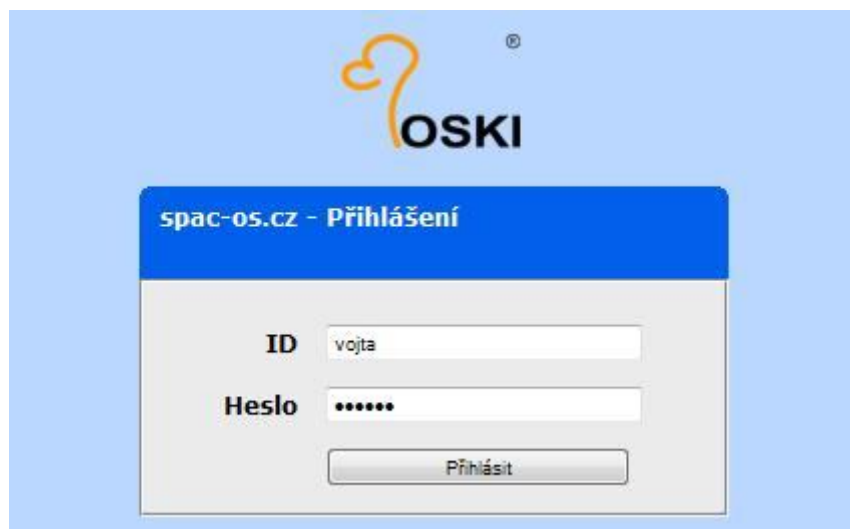 ®
OSKI
spac-os.cz - Přihlášení
ID vojta
Heslo ••••••
Přihlásit